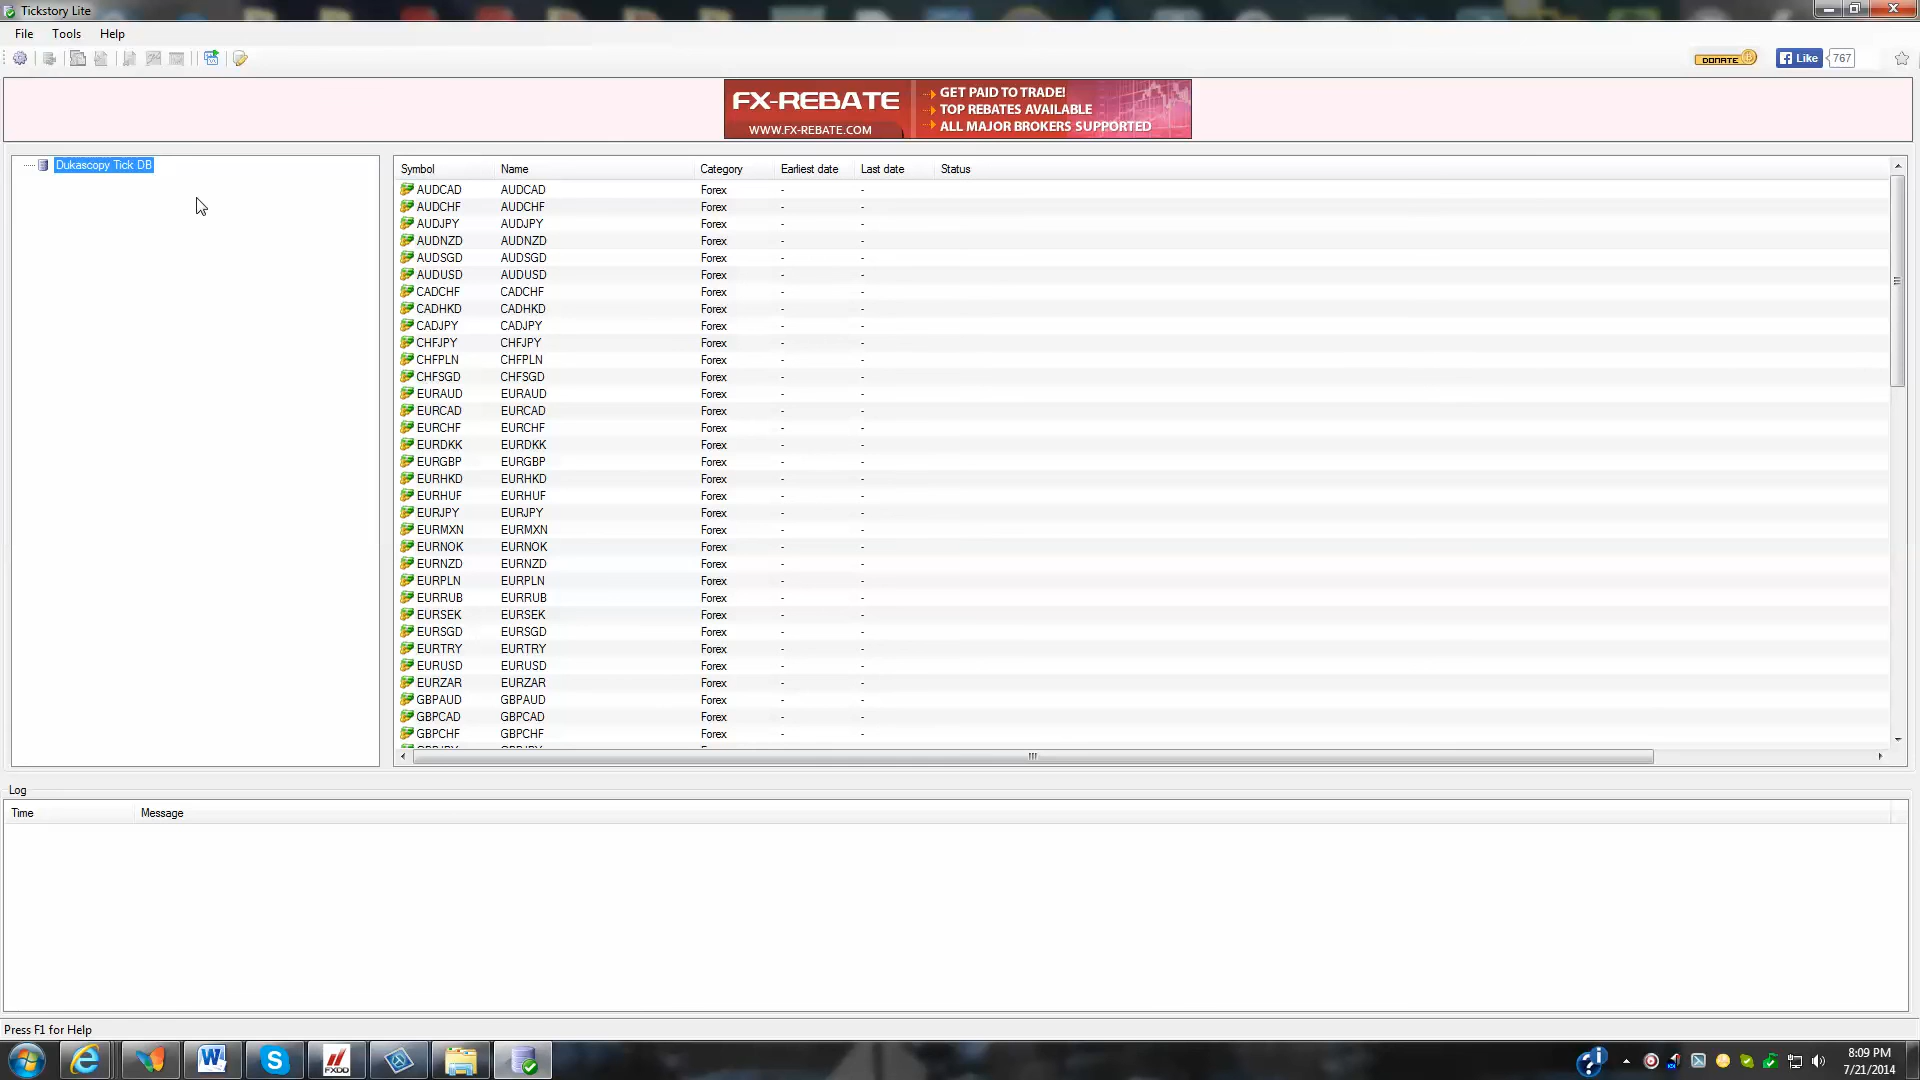 Tickstory Lite
File Tools Help
DONATE
Like 767
FX-REBATE
WWW.FX-REBATE.COM
GET PAID TO TRADE!
TOP REBATES AVAILABLE
ALL MAJOR BROKERS SUPPORTED
Dukascopy Tick DB
Symbol Name Category Earliest date Last date Status
AUDCAD AUDCAD Forex - -
AUDCHF AUDCHF Forex - -
AUDJPY AUDJPY Forex - -
AUDNZD AUDNZD Forex - -
AUDSGD AUDSGD Forex - -
AUDUSD AUDUSD Forex - -
CADCHF CADCHF Forex - -
CADHKD CADHKD Forex - -
CADJPY CADJPY Forex - -
CHFJPY CHFJPY Forex - -
CHFPLN CHFPLN Forex - -
CHFSGD CHFSGD Forex - -
EURAUD EURAUD Forex - -
EURCAD EURCAD Forex - -
EURCHF EURCHF Forex - -
EURDKK EURDKK Forex - -
EURGBP EURGBP Forex - -
EURHKD EURHKD Forex - -
EURHUF EURHUF Forex - -
EURJPY EURJPY Forex - -
EURMXN EURMXN Forex - -
EURNOK EURNOK Forex - -
EURNZD EURNZD Forex - -
EURPLN EURPLN Forex - -
EURRUB EURRUB Forex - -
EURSEK EURSEK Forex - -
EURSGD EURSGD Forex - -
EURTRY EURTRY Forex - -
EURUSD EURUSD Forex - -
EURZAR EURZAR Forex - -
GBPAUD GBPAUD Forex - -
GBPCAD GBPCAD Forex - -
GBPCHF GBPCHF Forex - -
Log
Time Message
Press F1 for Help
FXDD
8:09 PM
7/21/2014